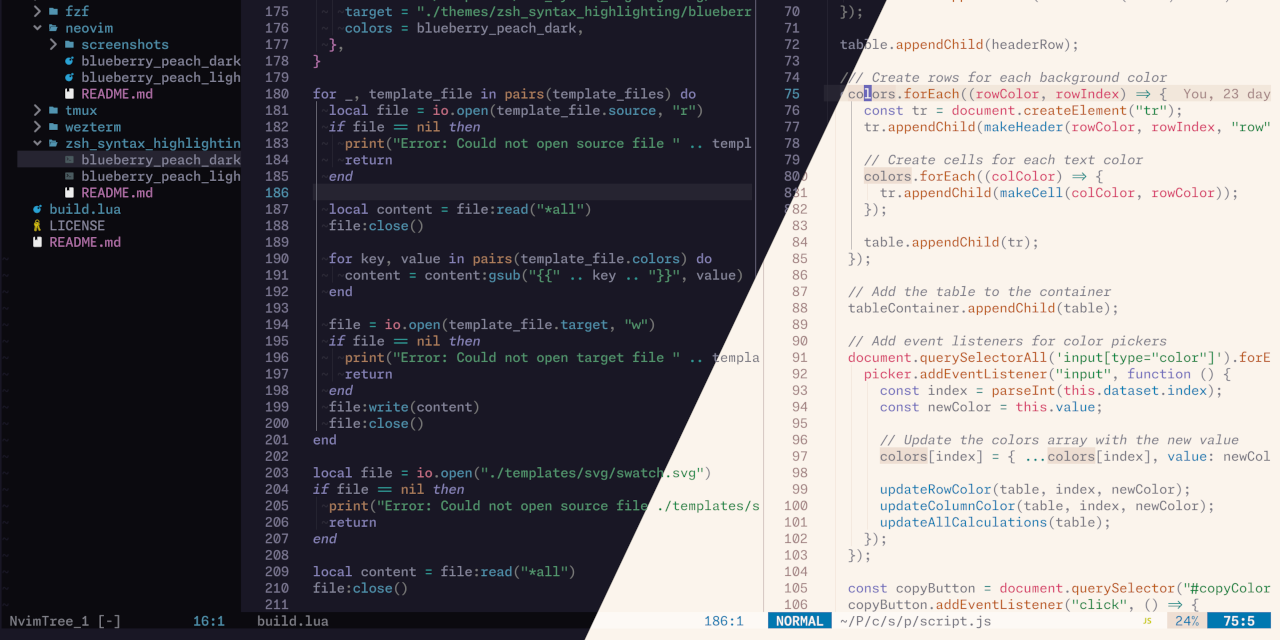 fzf
neovim
screenshots
blueberry_peach_dark
blueberry_peach_ligh
README.md
tmux
wezterm
zsh_syntax_highlightin
blueberry_peach_dark
blueberry_peach_ligh
README.md
build.lua
LICENSE
README.md
NvimTree_1 [-] 16:1
175 target = "./themes/zsh_syntax_highlighting/blueberr
176 colors = blueberry_peach_dark,
177 },
178 }
179
180 for _, template_file in pairs(template_files) do
181 local file = io.open(template_file.source, "r")
182 if file == nil then
183 print("Error: Could not open source file " .. templ
184 return
185 end
186
187 local content = file:read("*all")
188 file:close()
189
190 for key, value in pairs(template_file.colors) do
191 content = content:gsub("{{" .. key .. "}}", value)
192 end
193
194 file = io.open(template_file.target, "w")
195 if file == nil then
196 print("Error: Could not open target file " .. templa
197 return
198 end
199 file:write(content)
200 file:close()
201 end
202
203 local file = io.open("./templates/svg/swatch.svg")
204 if file == nil then
205 print("Error: Could not open source file ./templates/s
206 return
207 end
208
209 local content = file:read("*all")
210 file:close()
211
build.lua 186:1
70 });
71
72 table.appendChild(headerRow);
73
74 /// Create rows for each background color
75 colors.forEach((rowColor, rowIndex) => { You, 23 day
76 const tr = document.createElement("tr");
77 tr.appendChild(makeHeader(rowColor, rowIndex, "row"
78
79 // Create cells for each text color
80 colors.forEach((colColor) => {
81 tr.appendChild(makeCell(colColor, rowColor));
82 });
83
84 table.appendChild(tr);
85 });
86
87 // Add the table to the container
88 tableContainer.appendChild(table);
89
90 // Add event listeners for color pickers
91 document.querySelectorAll('input[type="color"]').forE
92 picker.addEventListener("input", function () {
93 const index = parseInt(this.dataset.index);
94 const newColor = this.value;
95
96 // Update the colors array with the new value
97 colors[index] = { ...colors[index], value: newCol
98
99 updateRowColor(table, index, newColor);
100 updateColumnColor(table, index, newColor);
101 updateAllCalculations(table);
102 });
103 });
104
105 const copyButton = document.querySelector("#copyColor
106 copyButton.addEventListener("click", () => {
NORMAL ~/P/c/s/p/script.js JS 24% 75:5